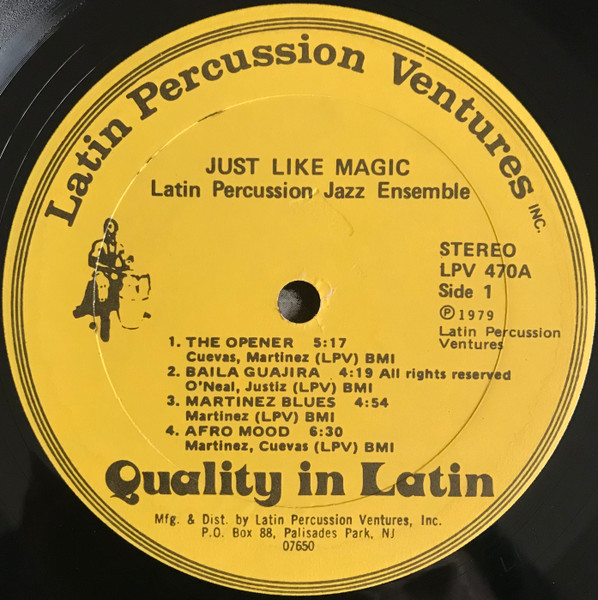 Latin Percussion Ventures INC.
JUST LIKE MAGIC
Latin Percussion Jazz Ensemble
STEREO
LPV 470A
Side 1
Ⓟ 1979
Latin Percussion
Ventures
1. THE OPENER 5:17
Cuevas, Martinez (LPV) BMI
2. BAILA GUAJIRA 4:19 All rights reserved
O'Neal, Justiz (LPV) BMI
3. MARTINEZ BLUES 4:54
Martinez (LPV) BMI
4. AFRO MOOD 6:30
Martinez, Cuevas (LPV) BMI
Quality in Latin
Mfg. & Dist. by Latin Percussion Ventures, Inc.
P.O. Box 88, Palisades Park, NJ
07650